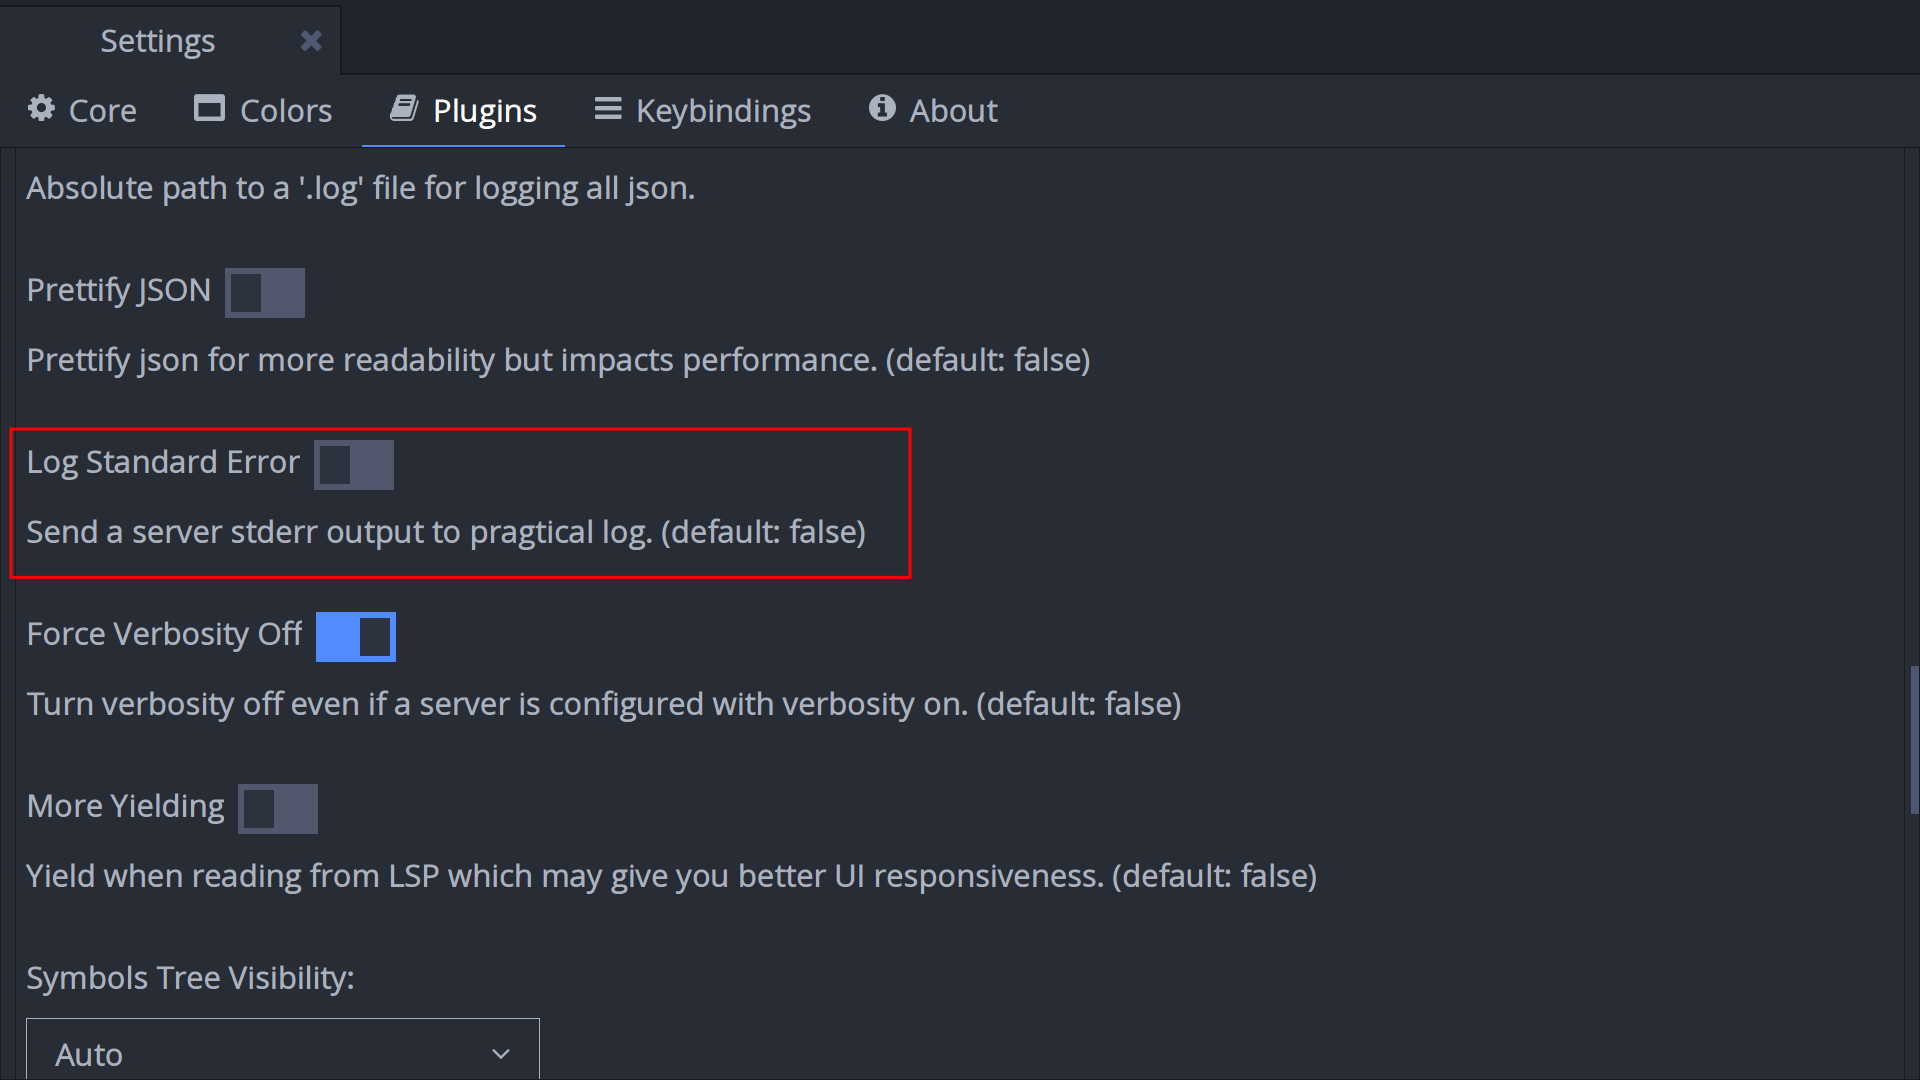 Settings
Core Colors Plugins Keybindings About
Absolute path to a '.log' file for logging all json.
Prettify JSON
Prettify json for more readability but impacts performance. (default: false)
Log Standard Error
Send a server stderr output to pragtical log. (default: false)
Force Verbosity Off
Turn verbosity off even if a server is configured with verbosity on. (default: false)
More Yielding
Yield when reading from LSP which may give you better UI responsiveness. (default: false)
Symbols Tree Visibility:
Auto